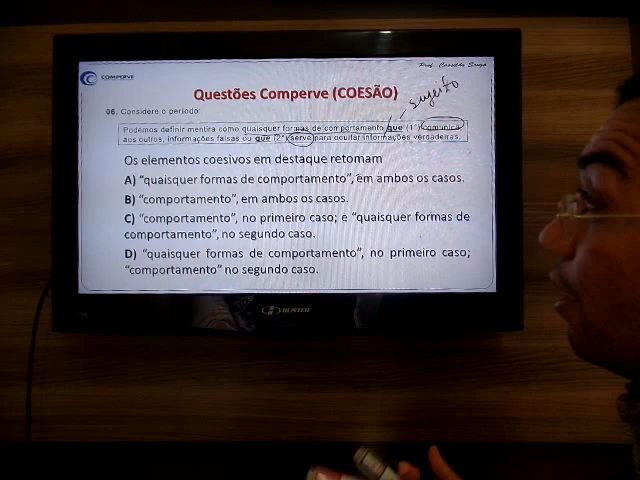 COMPERVE
Prof. Cassildo Souza
Questões Comperve (COESÃO)
sujeito
06. Considere o período:
Podemos definir mentira como quaisquer formas de comportamento que (1°) comunica,
aos outros, informações falsas ou que (2°) serve para ocultar informações verdadeiras.
Os elementos coesivos em destaque retomam
A) “quaisquer formas de comportamento”, em ambos os casos.
B) “comportamento”, em ambos os casos.
C) “comportamento”, no primeiro caso; e “quaisquer formas de
comportamento”, no segundo caso.
D) “quaisquer formas de comportamento”, no primeiro caso;
“comportamento” no segundo caso.
BUSTER